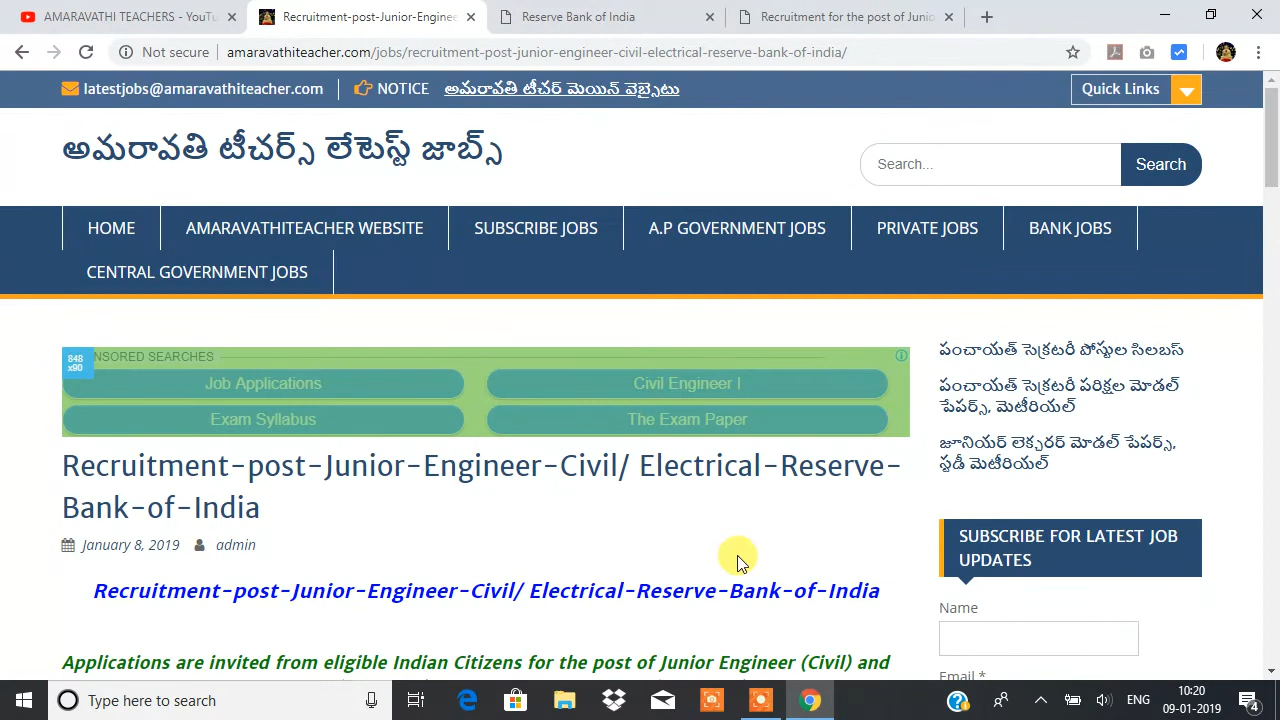 AMARAVATHI TEACHERS - YouTu
Recruitment-post-Junior-Enginee
Reserve Bank of India
Recruitment for the post of Junio
Not secure
amaravathiteacher.com/jobs/recruitment-post-junior-engineer-civil-electrical-reserve-bank-of-india/
latestjobs@amaravathiteacher.com
NOTICE
అమరావతి టీచర్ మెయిన్ వెబ్సైటు
Quick Links
అమరావతి టీచర్స్ లేటెస్ట్ జాబ్స్
Search...
Search
HOME
AMARAVATHITEACHER WEBSITE
SUBSCRIBE JOBS
A.P GOVERNMENT JOBS
PRIVATE JOBS
BANK JOBS
CENTRAL GOVERNMENT JOBS
848
x90
NSORED SEARCHES
Job Applications
Civil Engineer I
Exam Syllabus
The Exam Paper
Recruitment-post-Junior-Engineer-Civil/ Electrical-Reserve-
Bank-of-India
January 8, 2019
admin
Recruitment-post-Junior-Engineer-Civil/ Electrical-Reserve-Bank-of-India
Applications are invited from eligible Indian Citizens for the post of Junior Engineer (Civil) and
పంచాయత్ సెక్రటరీ పోస్టుల సిలబస్
పంచాయత్ సెక్రటరీ పరిక్షల మోడల్
పేపర్స్, మెటీరియల్
జూనియర్ లెక్చరర్ మోడల్ పేపర్స్,
స్టడీ మెటీరియల్
SUBSCRIBE FOR LATEST JOB
UPDATES
Name
Email *
Type here to search
ENG
10:20
09-01-2019
4